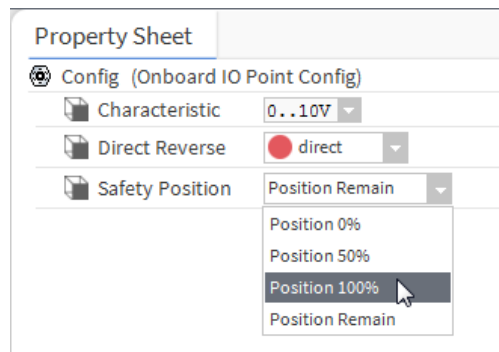 Property Sheet
Config (Onboard IO Point Config)
Characteristic 0..10V
Direct Reverse direct
Safety Position Position Remain
Position 0%
Position 50%
Position 100%
Position Remain